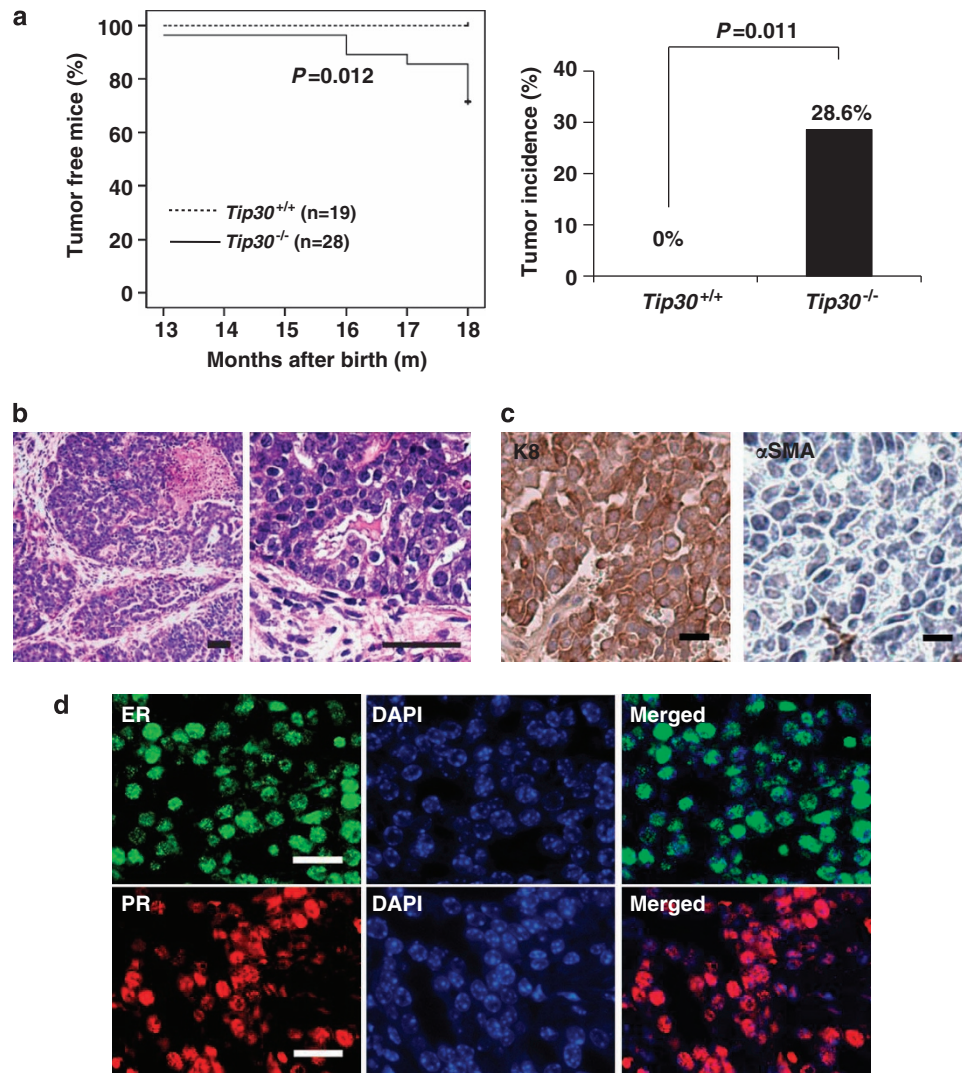 a
100
80
60
40
20
0
Tumor free mice (%)
P=0.012
Tip30+/+ (n=19)
Tip30-/- (n=28)
13 14 15 16 17 18
Months after birth (m)
P=0.011
40
30
20
10
0
Tumor incidence (%)
0%
28.6%
Tip30+/+ Tip30-/-
b
c
K8
αSMA
d
ER
DAPI
Merged
PR
DAPI
Merged